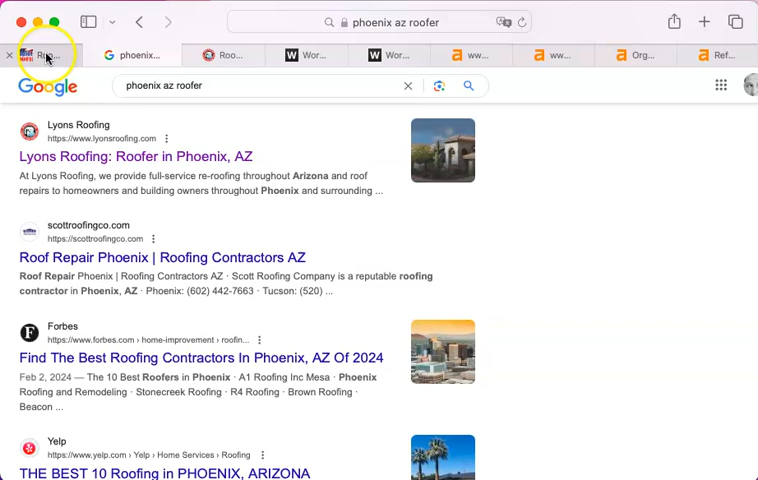 phoenix az roofer
phoenix...
Roo...
Wor...
Wor...
ww...
ww...
Org...
Ref...
Google
phoenix az roofer
Lyons Roofing
https://www.lyonsroofing.com
Lyons Roofing: Roofer in Phoenix, AZ
At Lyons Roofing, we provide full-service re-roofing throughout Arizona and roof
repairs to homeowners and building owners throughout Phoenix and surrounding ...
scottroofingco.com
https://scottroofingco.com
Roof Repair Phoenix | Roofing Contractors AZ
Roof Repair Phoenix | Roofing Contractors AZ · Scott Roofing Company is a reputable roofing
contractor in Phoenix, AZ · Phoenix: (602) 442-7663 · Tucson: (520) ...
Forbes
https://www.forbes.com › home-improvement › roofin...
Find The Best Roofing Contractors In Phoenix, AZ Of 2024
Feb 2, 2024 — The 10 Best Roofers in Phoenix · A1 Roofing Inc Mesa · Phoenix
Roofing and Remodeling · Stonecreek Roofing · R4 Roofing · Brown Roofing ·
Beacon ...
Yelp
https://www.yelp.com › Yelp › Home Services › Roofing
THE BEST 10 Roofing in PHOENIX, ARIZONA